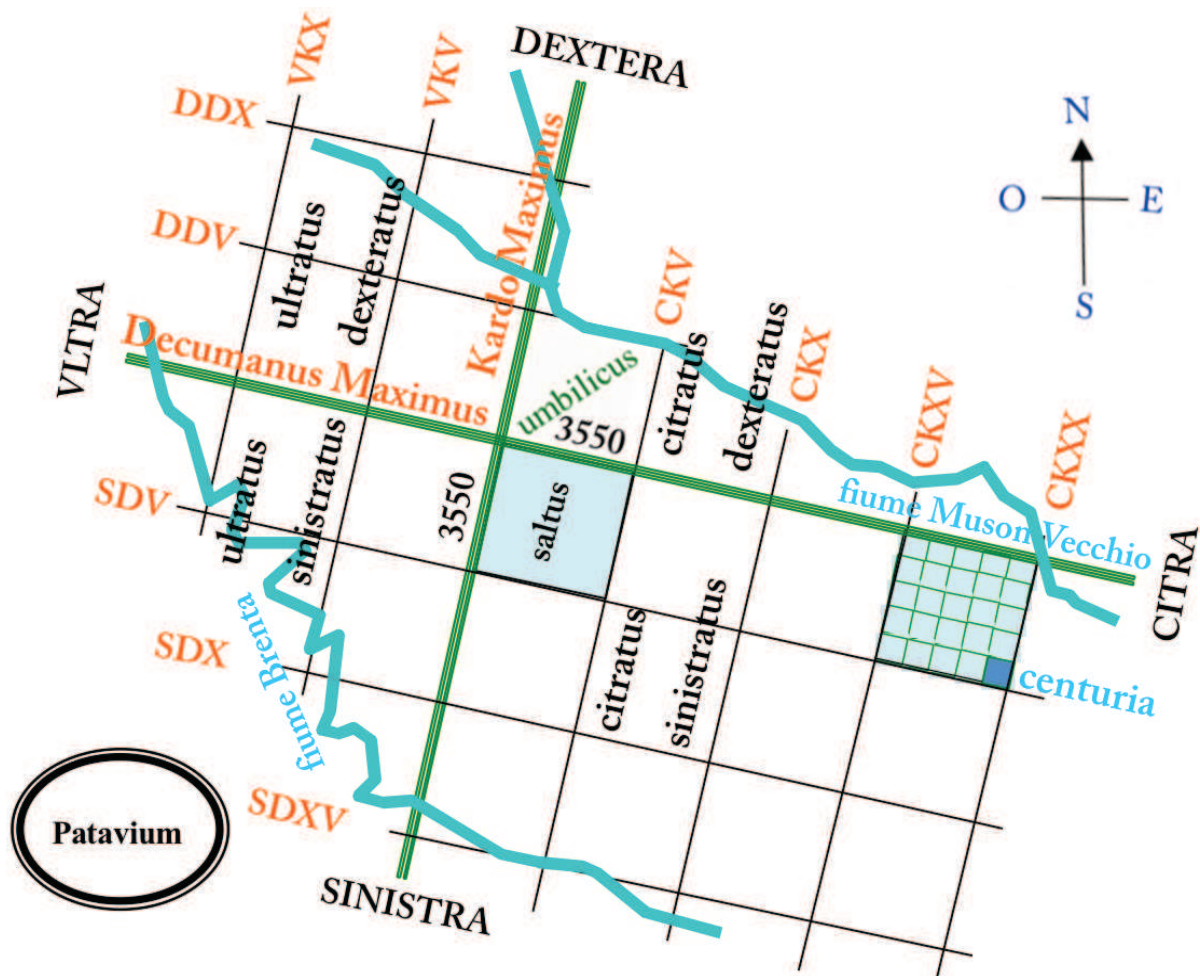 DEXTERA
VKX
VKV
DDX
Kardo Maximus
N
O
E
S
DDV
ultratus
dexteratus
CKV
VLTRA
Decumanus Maximus
umbilicus
3550
citratus
dexteratus
CKX
CKXV
CKXX
SDV
ultratus
sinistratus
3550
saltus
fiume Muson Vecchio
CITRA
SDX
fiume Brenta
citratus
sinistratus
centuria
SDXV
Patavium
SINISTRA